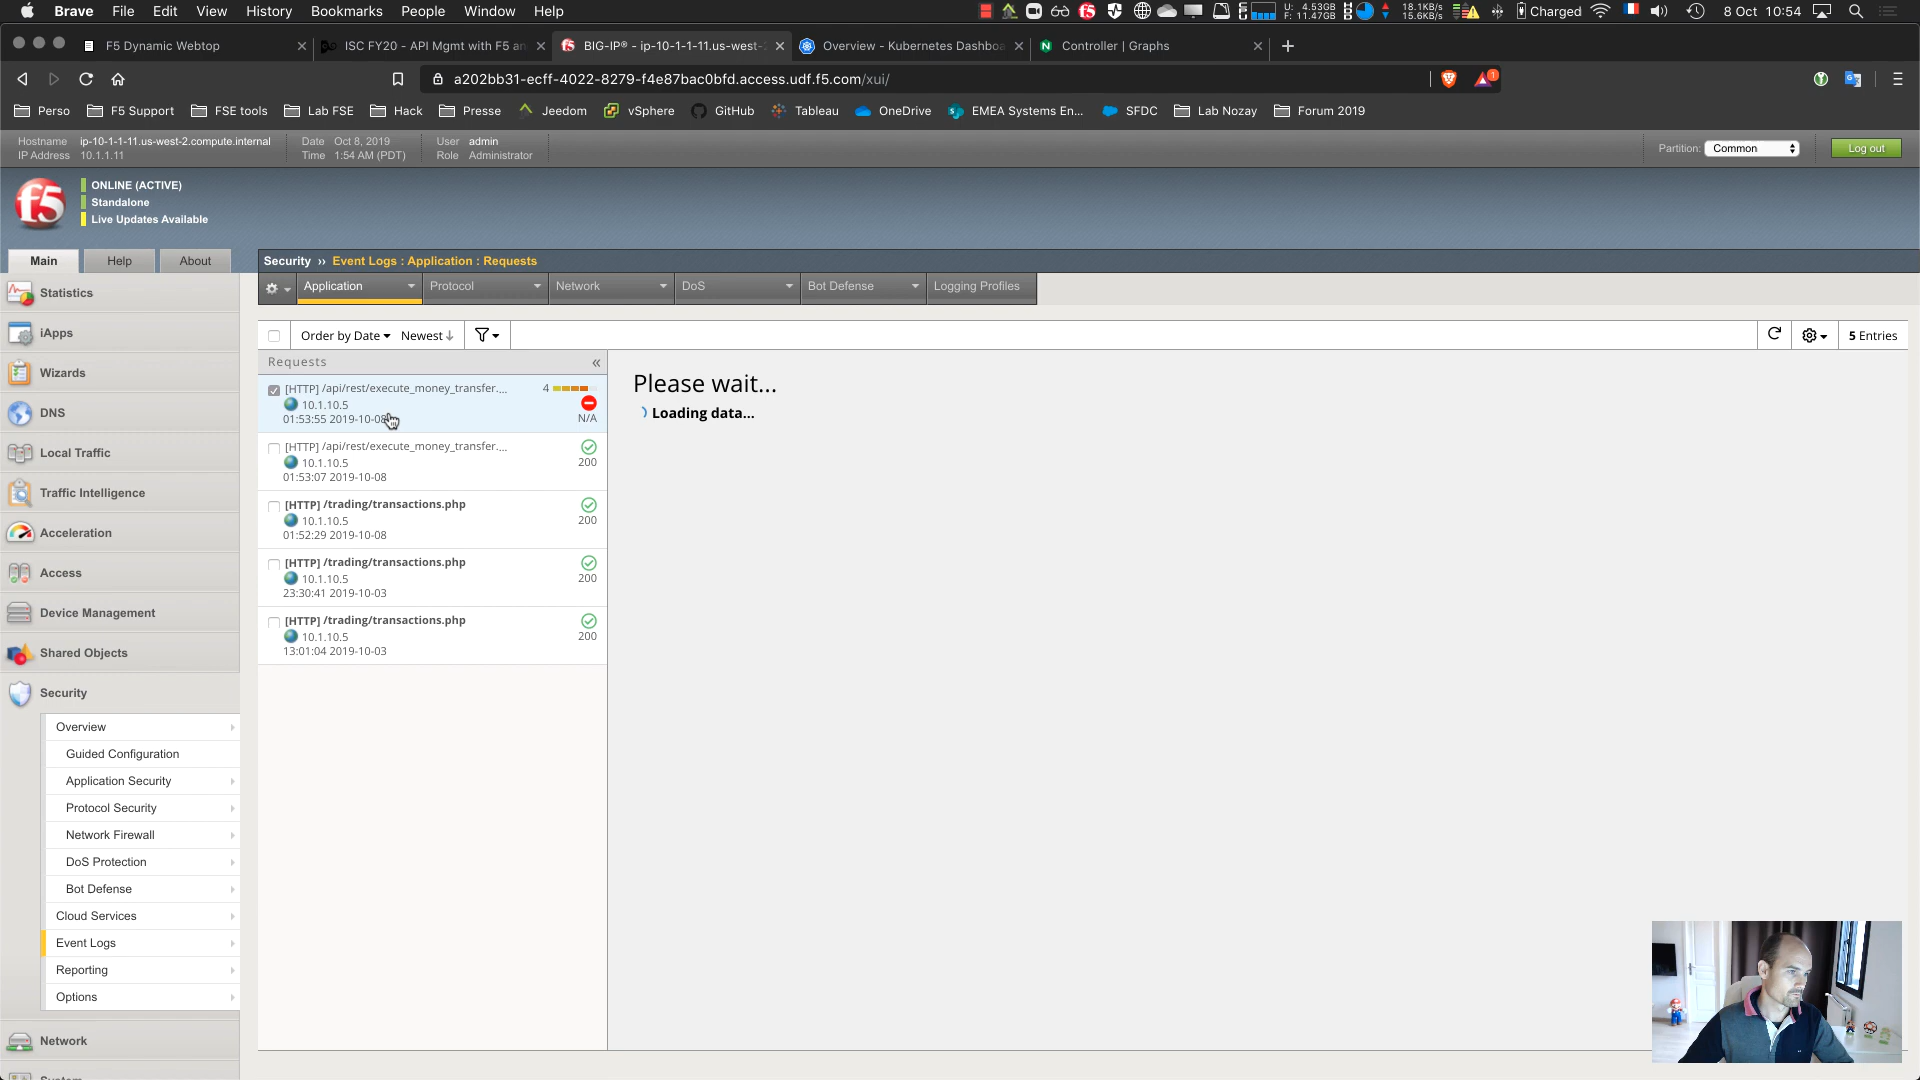 Brave File Edit View History Bookmarks People Window Help
U: 4.53GB
F: 11.47GB
18.1KB/s
15.6KB/s
Charged
8 Oct 10:54
F5 Dynamic Webtop
ISC FY20 - API Mgmt with F5 an
BIG-IP® - ip-10-1-1-11.us-west-2
Overview - Kubernetes Dashboa
Controller | Graphs
a202bb31-ecff-4022-8279-f4e87bac0bfd.access.udf.f5.com/xui/
1
Perso F5 Support FSE tools Lab FSE Hack Presse Jeedom vSphere GitHub Tableau OneDrive EMEA Systems En... SFDC Lab Nozay Forum 2019
Hostname ip-10-1-1-11.us-west-2.compute.internal
IP Address 10.1.1.11
Date Oct 8, 2019
Time 1:54 AM (PDT)
User admin
Role Administrator
Partition: Common
Log out
f5
ONLINE (ACTIVE)
Standalone
Live Updates Available
Main Help About
Security ›› Event Logs : Application : Requests
Application Protocol Network DoS Bot Defense Logging Profiles
Order by Date Newest
5 Entries
Requests «
[HTTP] /api/rest/execute_money_transfer.... 4
10.1.10.5
01:53:55 2019-10-08 N/A
[HTTP] /api/rest/execute_money_transfer....
10.1.10.5 200
01:53:07 2019-10-08
[HTTP] /trading/transactions.php
10.1.10.5 200
01:52:29 2019-10-08
[HTTP] /trading/transactions.php
10.1.10.5 200
23:30:41 2019-10-03
[HTTP] /trading/transactions.php
10.1.10.5 200
13:01:04 2019-10-03
Please wait...
Loading data...
Statistics
iApps
Wizards
DNS
Local Traffic
Traffic Intelligence
Acceleration
Access
Device Management
Shared Objects
Security
Overview
Guided Configuration
Application Security
Protocol Security
Network Firewall
DoS Protection
Bot Defense
Cloud Services
Event Logs
Reporting
Options
Network